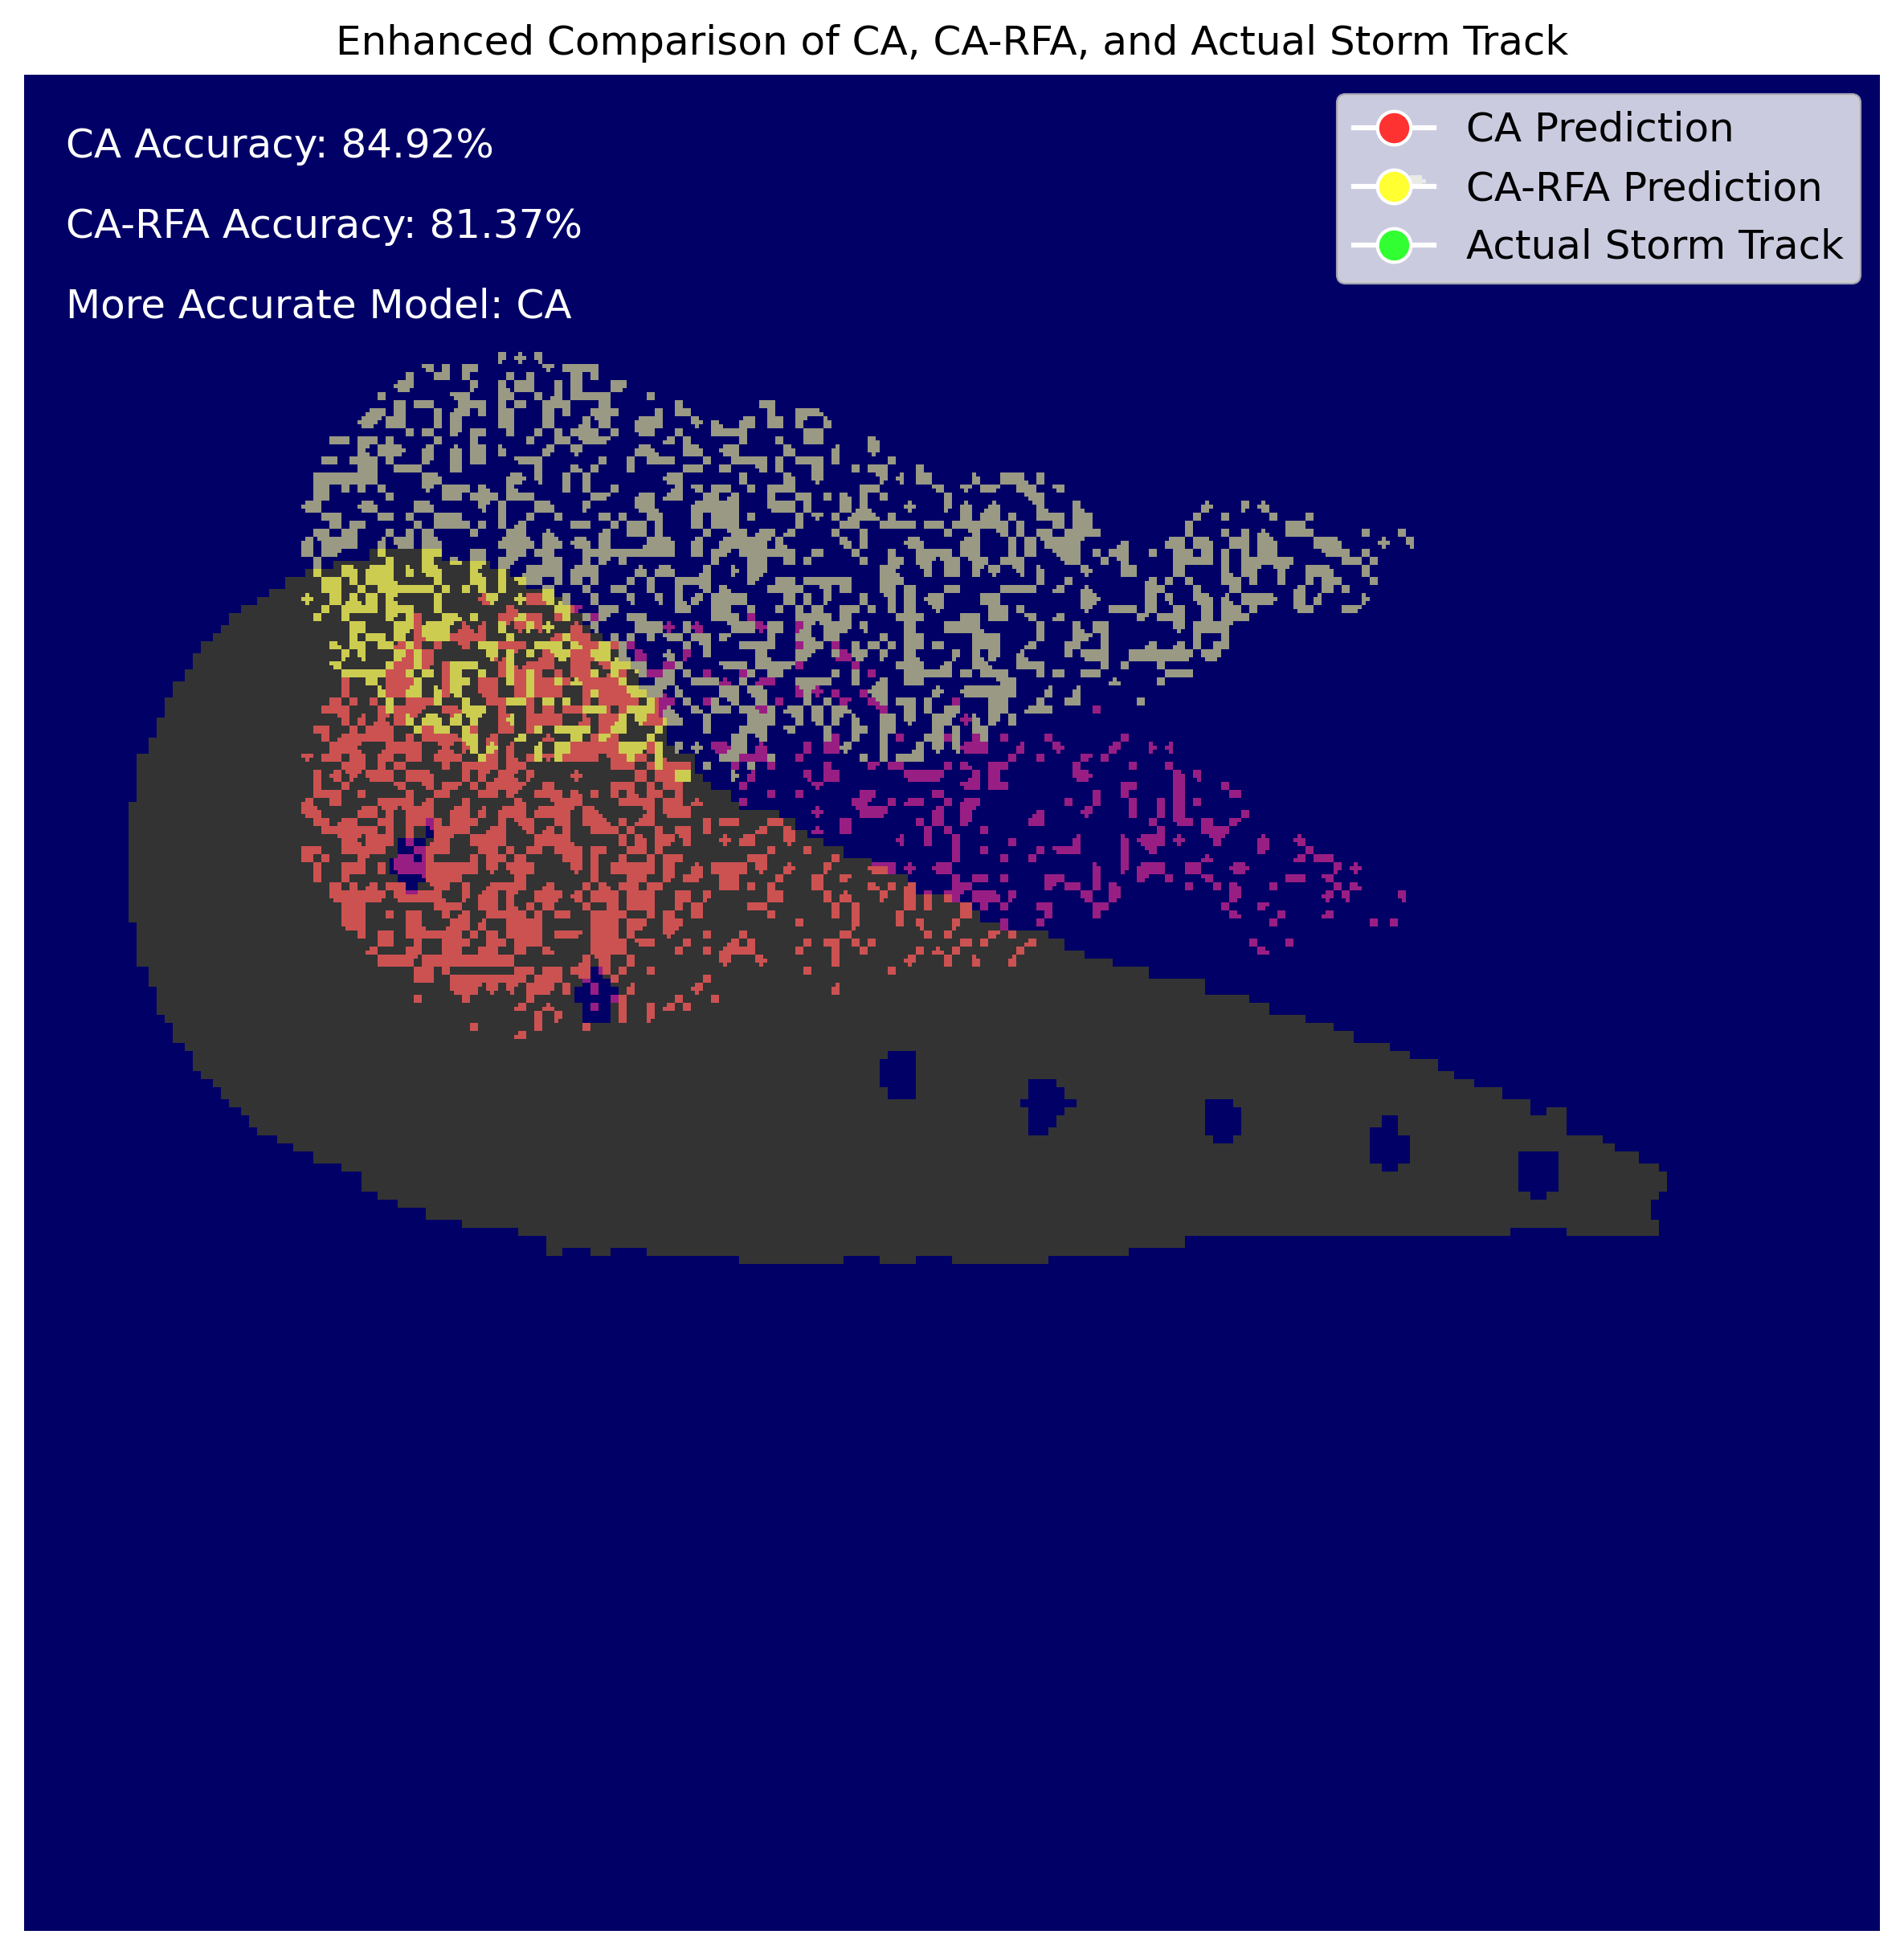 Enhanced Comparison of CA, CA-RFA, and Actual Storm Track
CA Accuracy: 84.92%
CA-RFA Accuracy: 81.37%
More Accurate Model: CA
CA Prediction
CA-RFA Prediction
Actual Storm Track